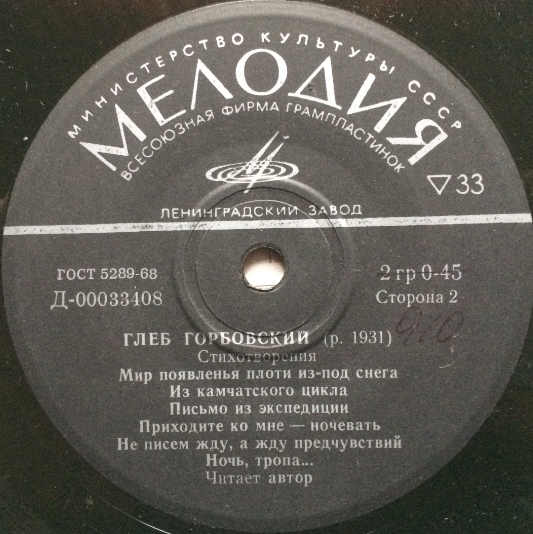 МИНИСТЕРСТВО КУЛЬТУРЫ СССР
МЕЛОДИЯ
ВСЕСОЮЗНАЯ ФИРМА ГРАМПЛАСТИНОК
▽33
ЛЕНИНГРАДСКИЙ ЗАВОД
ГОСТ 5289-68
2 гр 0-45
Д-00033408
Сторона 2
ГЛЕБ ГОРБОВСКИЙ (р. 1931)
Стихотворения
Мир появленья плоти из-под снега
Из камчатского цикла
Письмо из экспедиции
Приходите ко мне — ночевать
Не писем жду, а жду предчувствий
Ночь, тропа...
Читает автор